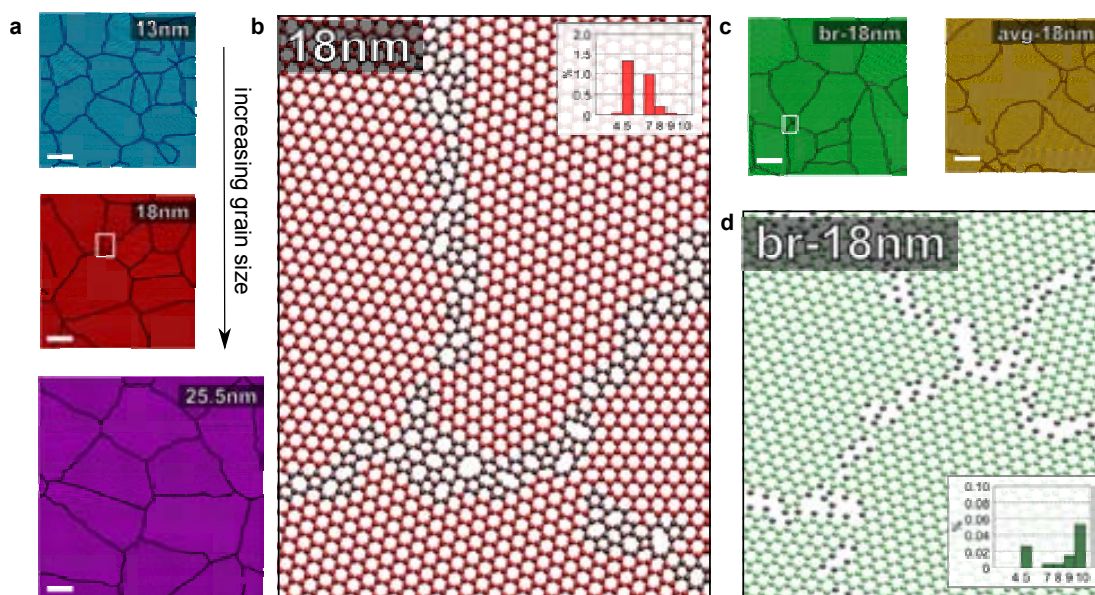 a
13nm
18nm
25.5nm
increasing grain size
b
18nm
2.0
1.5
1.0
0.5
0
%
4 5 7 8 9 10
c
br-18nm
avg-18nm
d
br-18nm
0.10
0.08
0.06
0.04
0.02
0
%
4 5 7 8 9 10